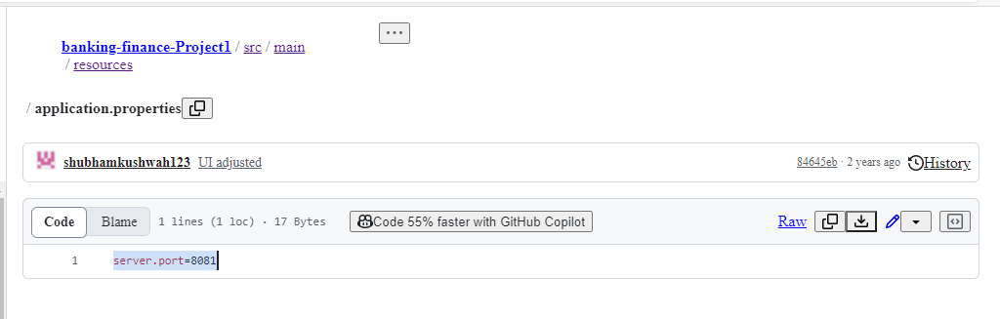 banking-finance-Project1 / src / main
/ resources
/ application.properties
shubhamkushwah123 UI adjusted 84645eb · 2 years ago History
Code Blame 1 lines (1 loc) · 17 Bytes Code 55% faster with GitHub Copilot Raw
1 server.port=8081